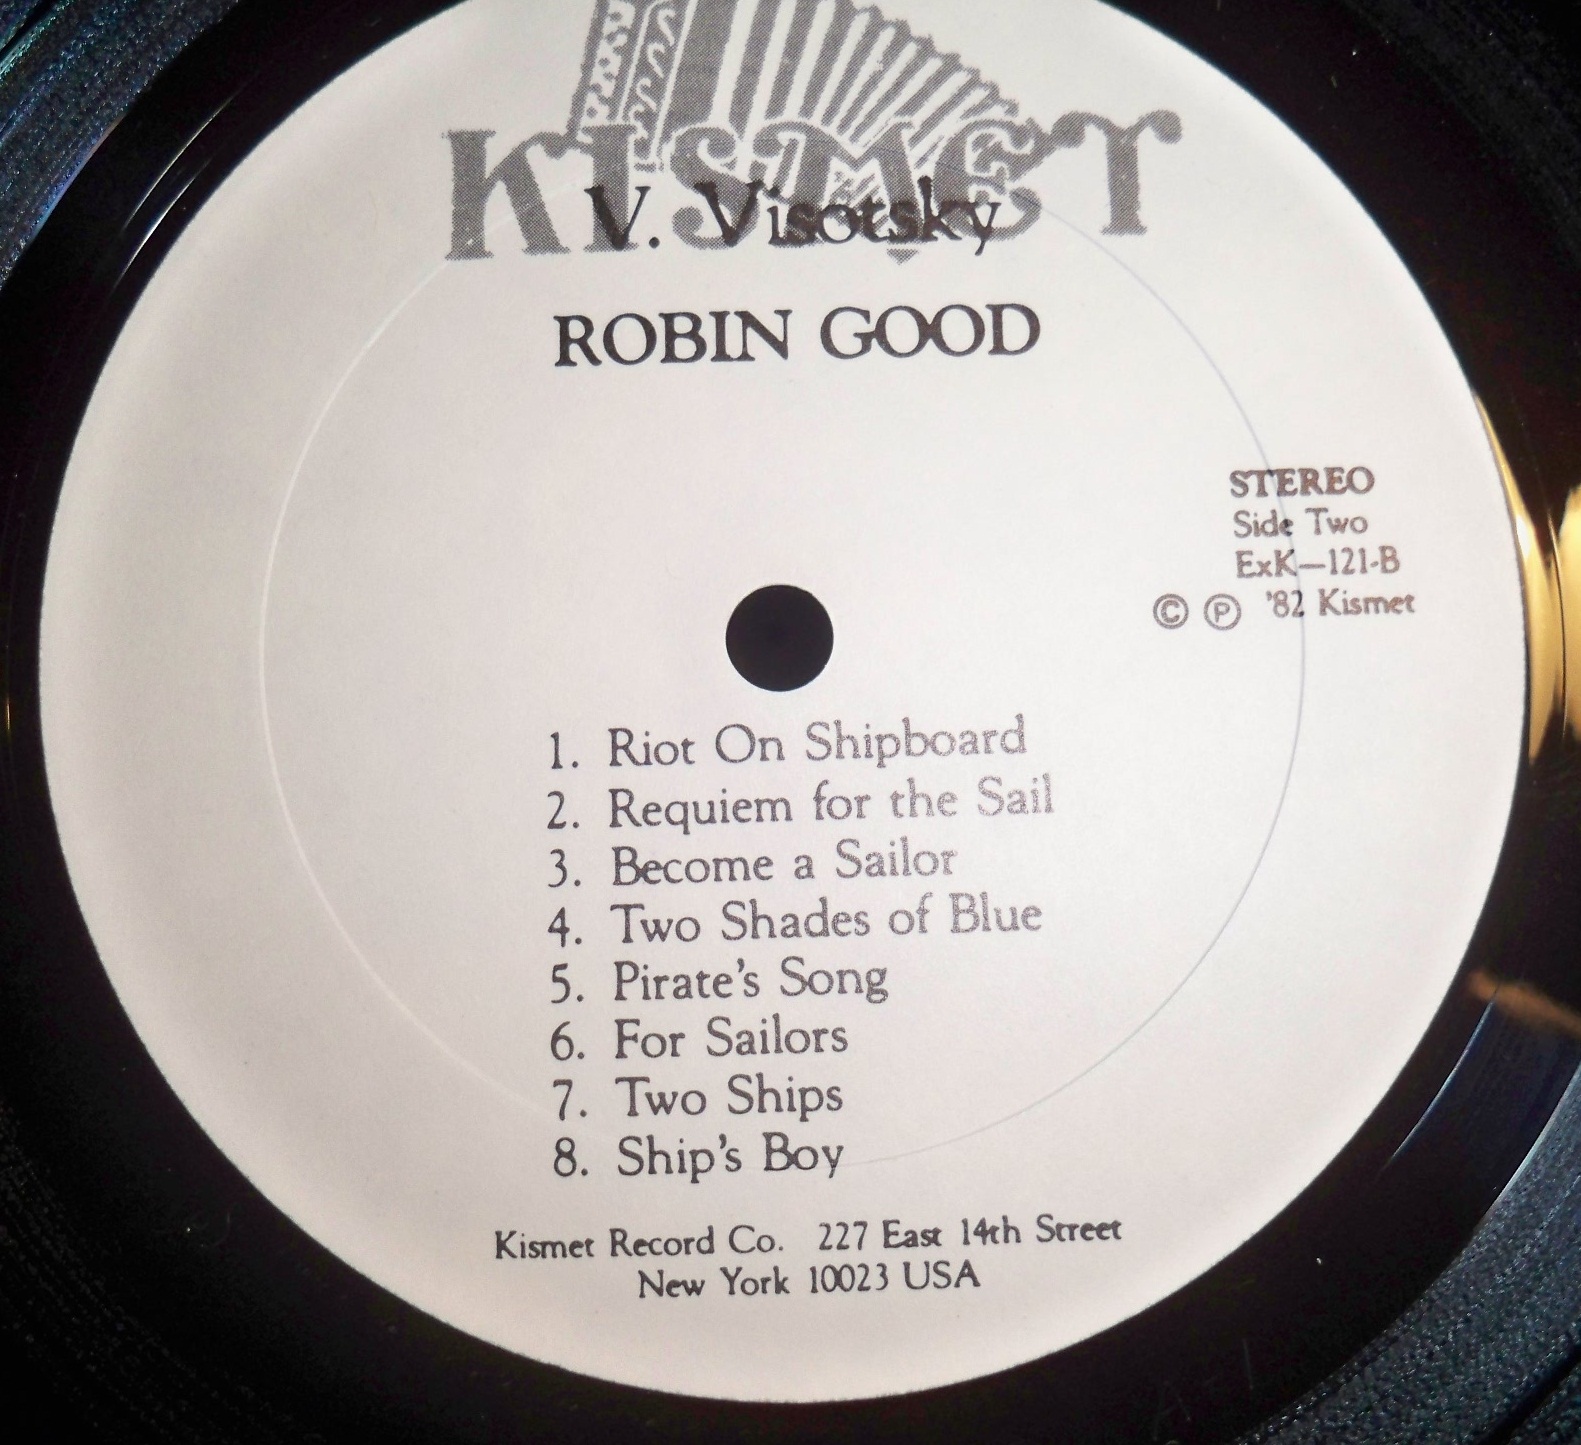 KISMET
V. Visotsky
ROBIN GOOD
STEREO
Side Two
ExK—121-B
© ℗ '82 Kismet
1. Riot On Shipboard
2. Requiem for the Sail
3. Become a Sailor
4. Two Shades of Blue
5. Pirate's Song
6. For Sailors
7. Two Ships
8. Ship's Boy
Kismet Record Co. 227 East 14th Street
New York 10023 USA